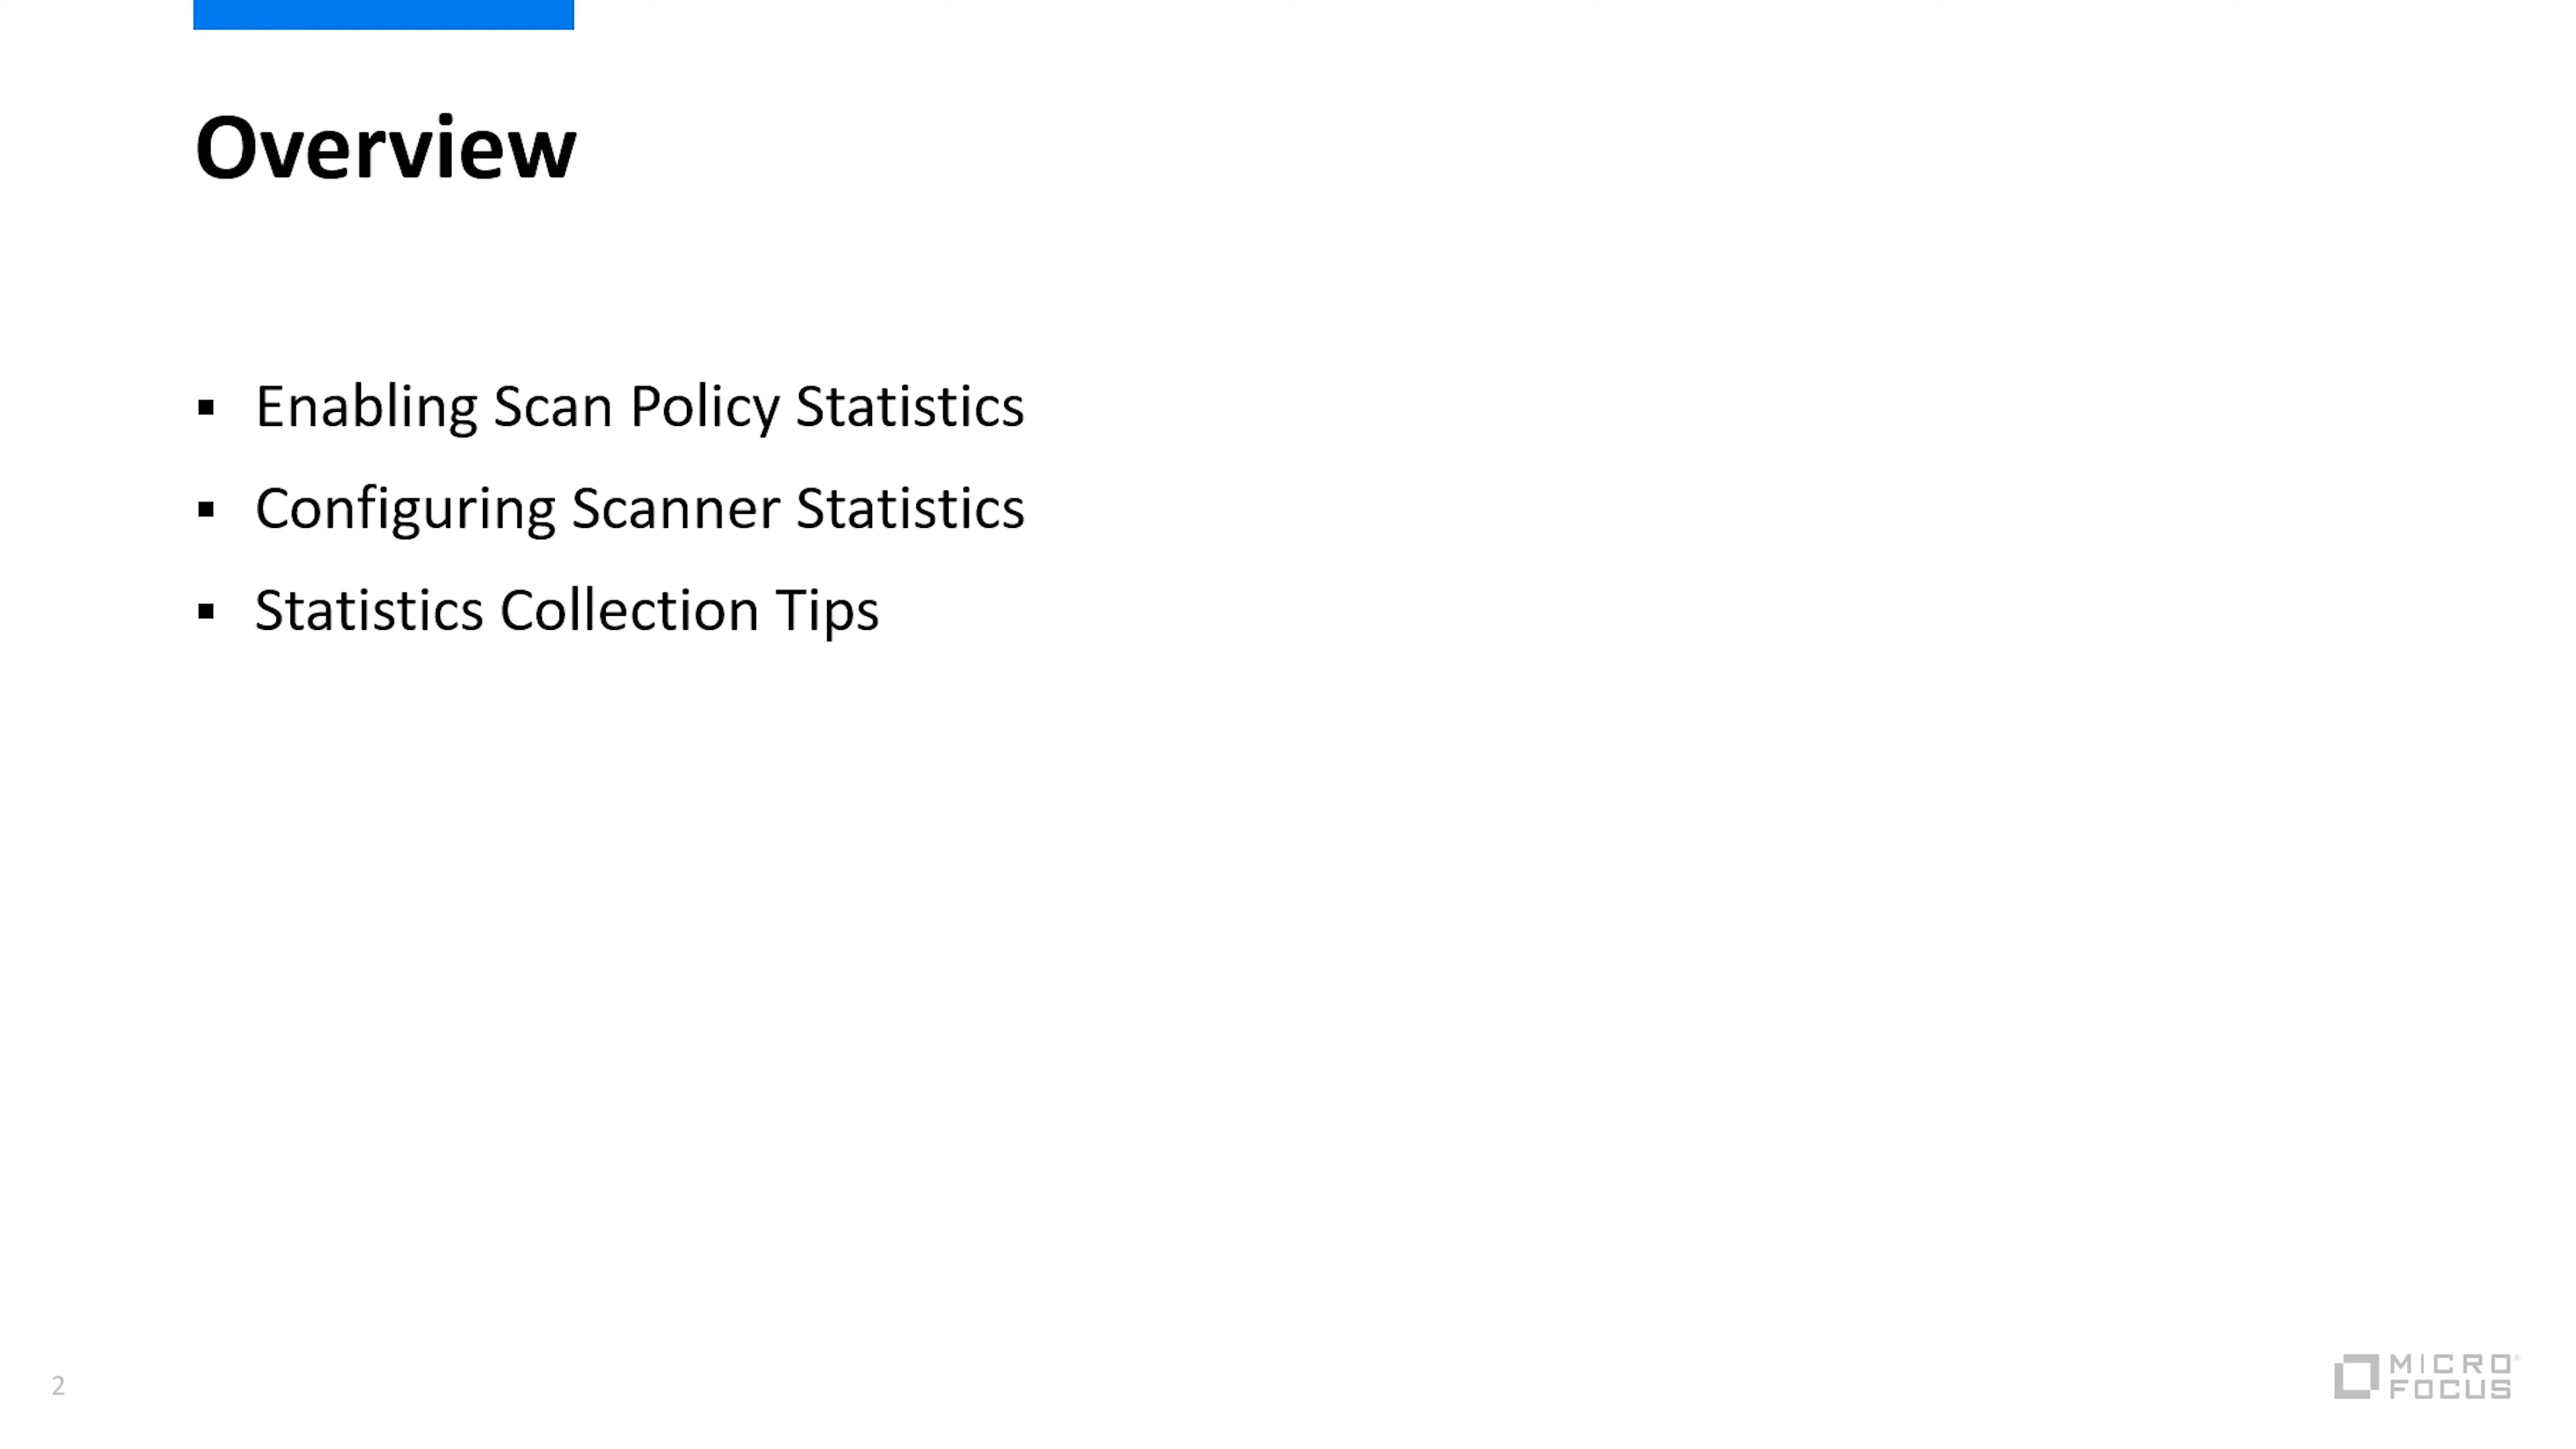 Overview
▪ Enabling Scan Policy Statistics
▪ Configuring Scanner Statistics
▪ Statistics Collection Tips
2
MICRO®
FOCUS